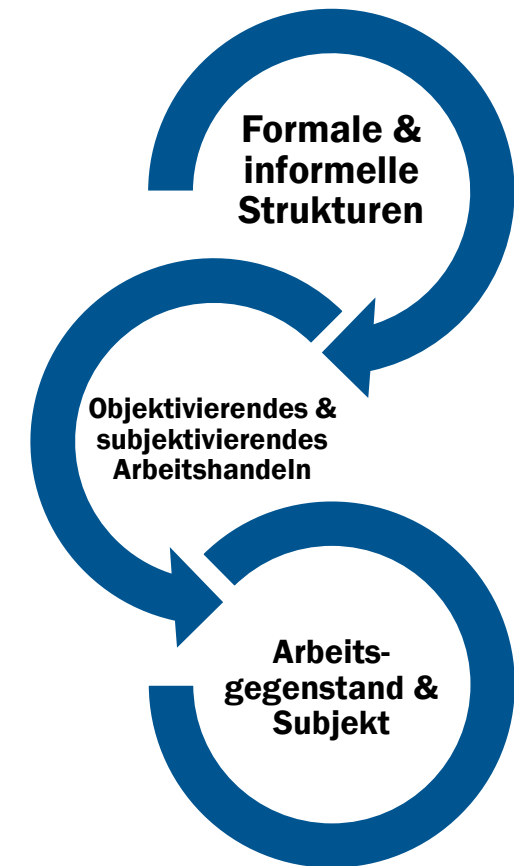 Formale &
informelle
Strukturen
Objektivierendes &
subjektivierendes
Arbeitshandeln
Arbeits-
gegenstand &
Subjekt